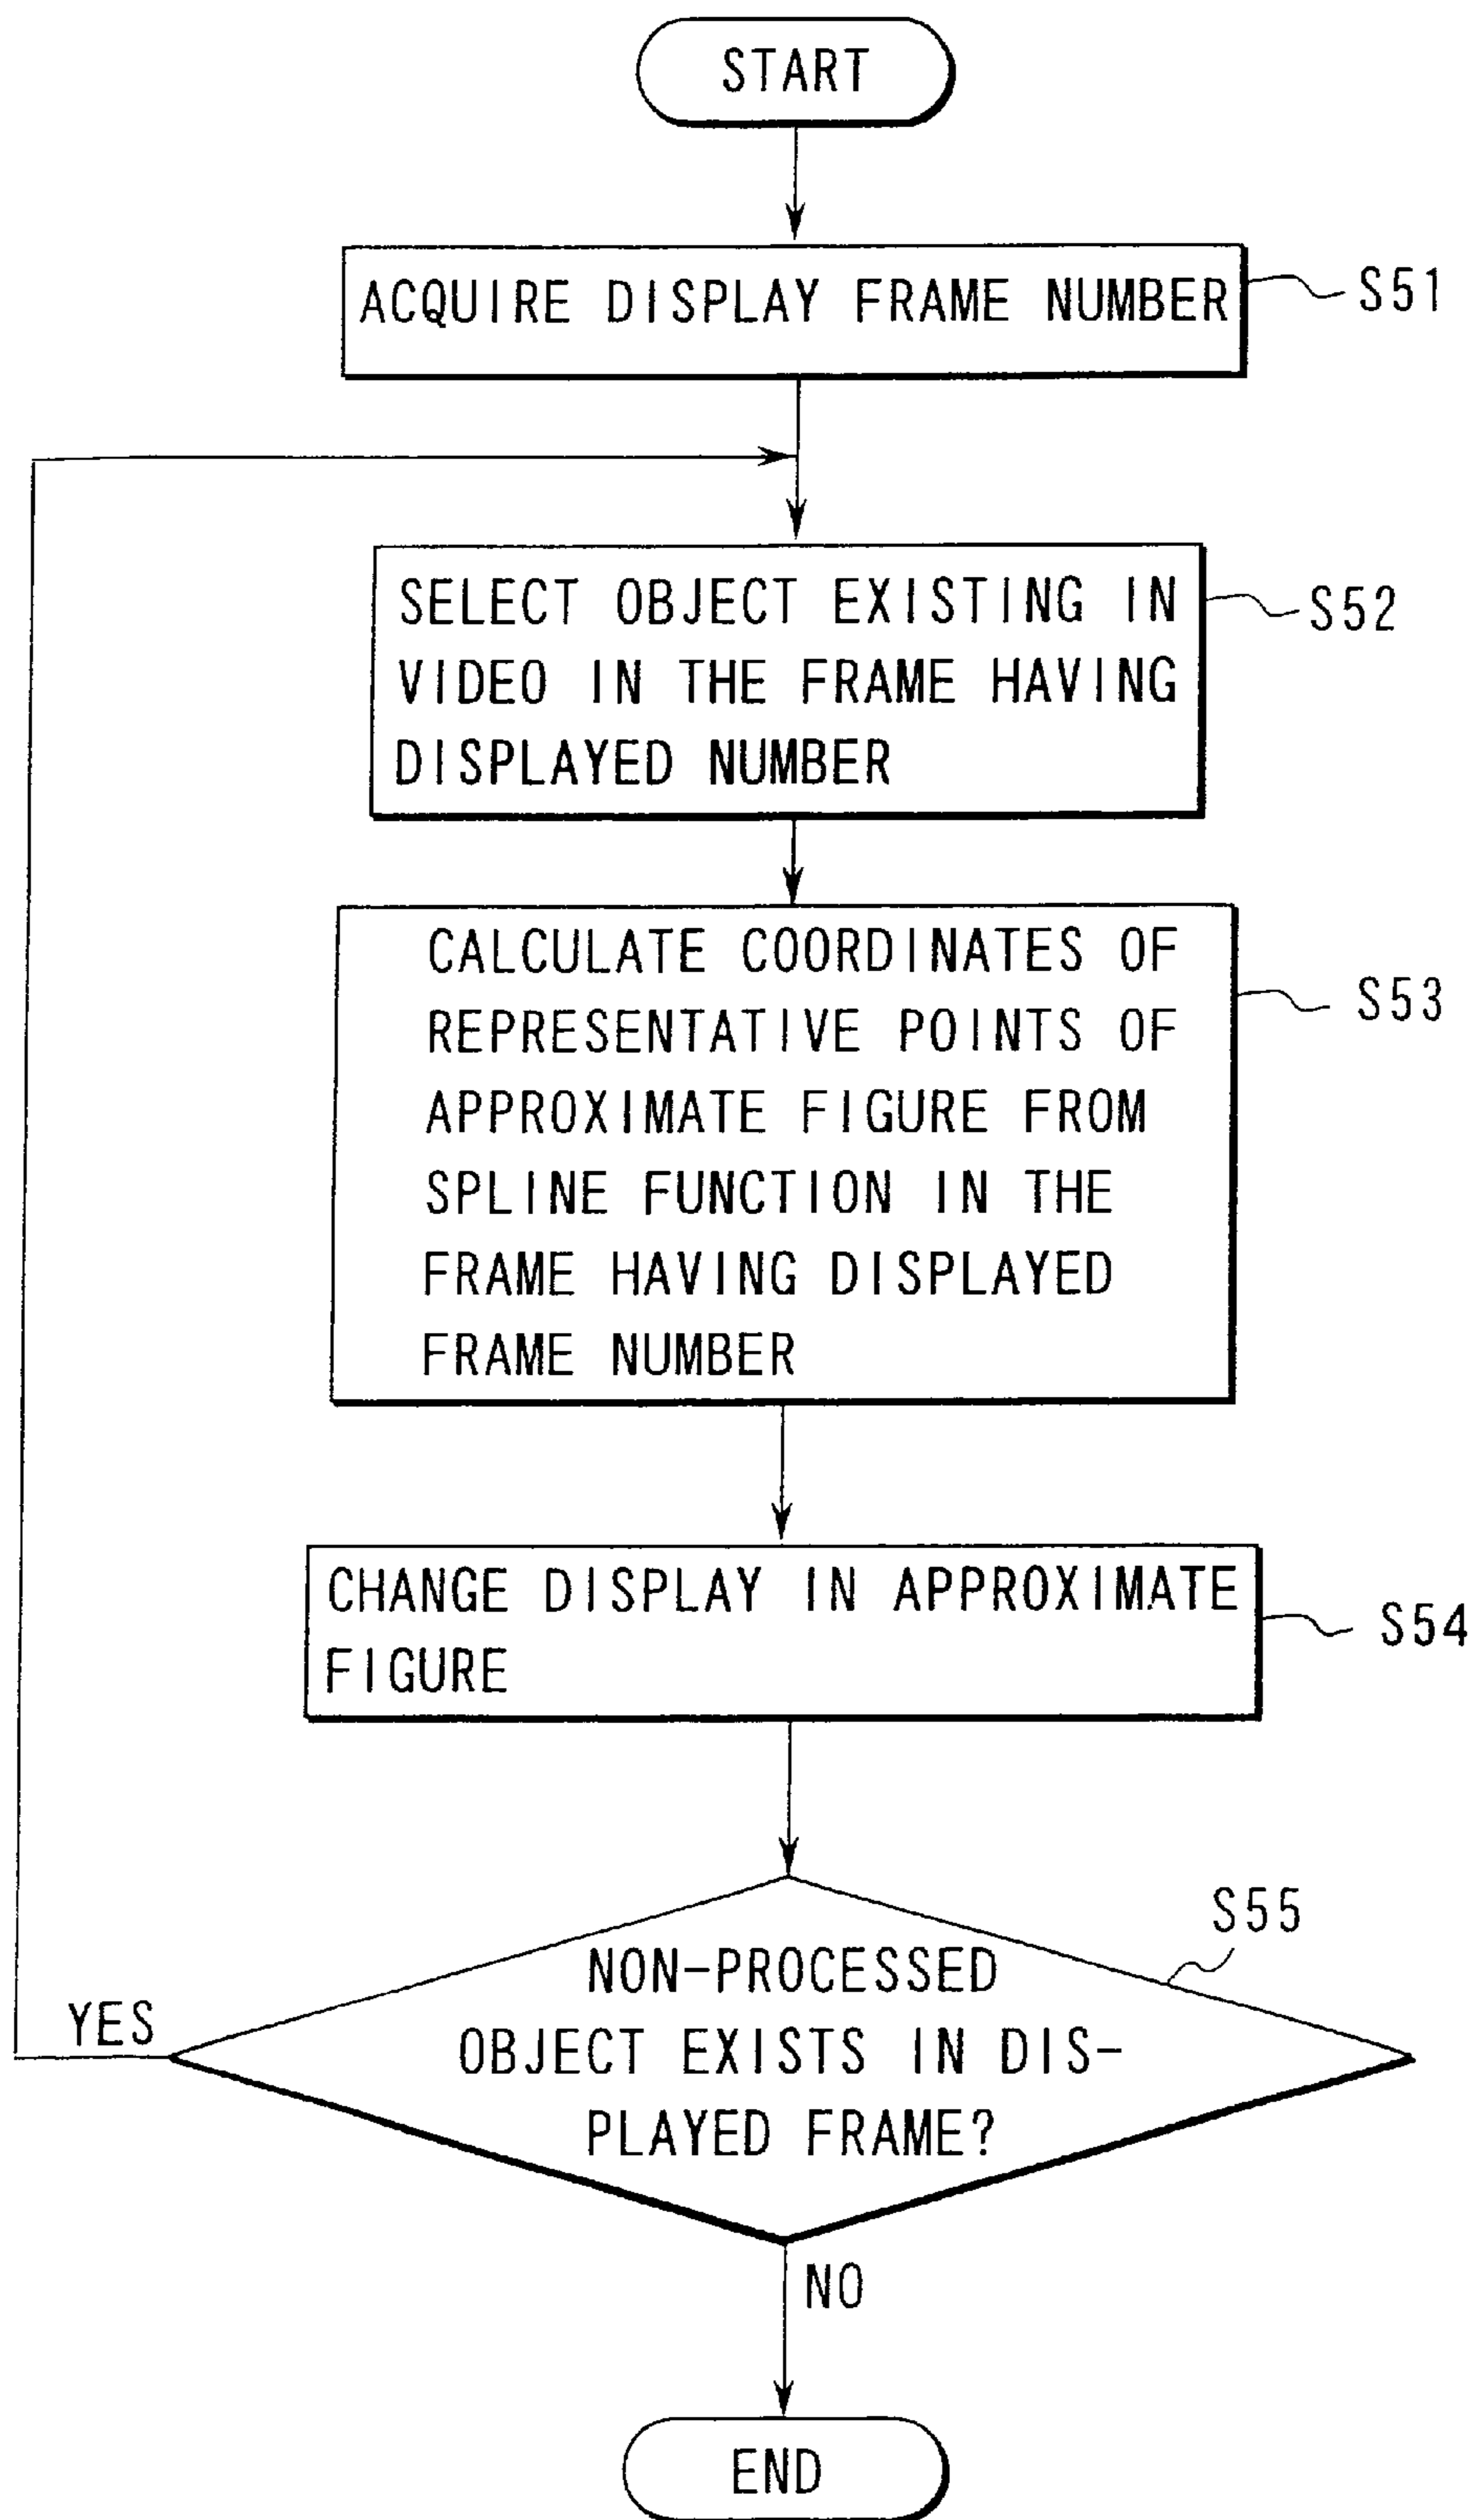 START
ACQUIRE DISPLAY FRAME NUMBER
S51
SELECT OBJECT EXISTING IN
VIDEO IN THE FRAME HAVING
DISPLAYED NUMBER
S52
CALCULATE COORDINATES OF
REPRESENTATIVE POINTS OF
APPROXIMATE FIGURE FROM
SPLINE FUNCTION IN THE
FRAME HAVING DISPLAYED
FRAME NUMBER
S53
CHANGE DISPLAY IN APPROXIMATE
FIGURE
S54
S55
NON-PROCESSED
OBJECT EXISTS IN DIS-
PLAYED FRAME?
YES
NO
END